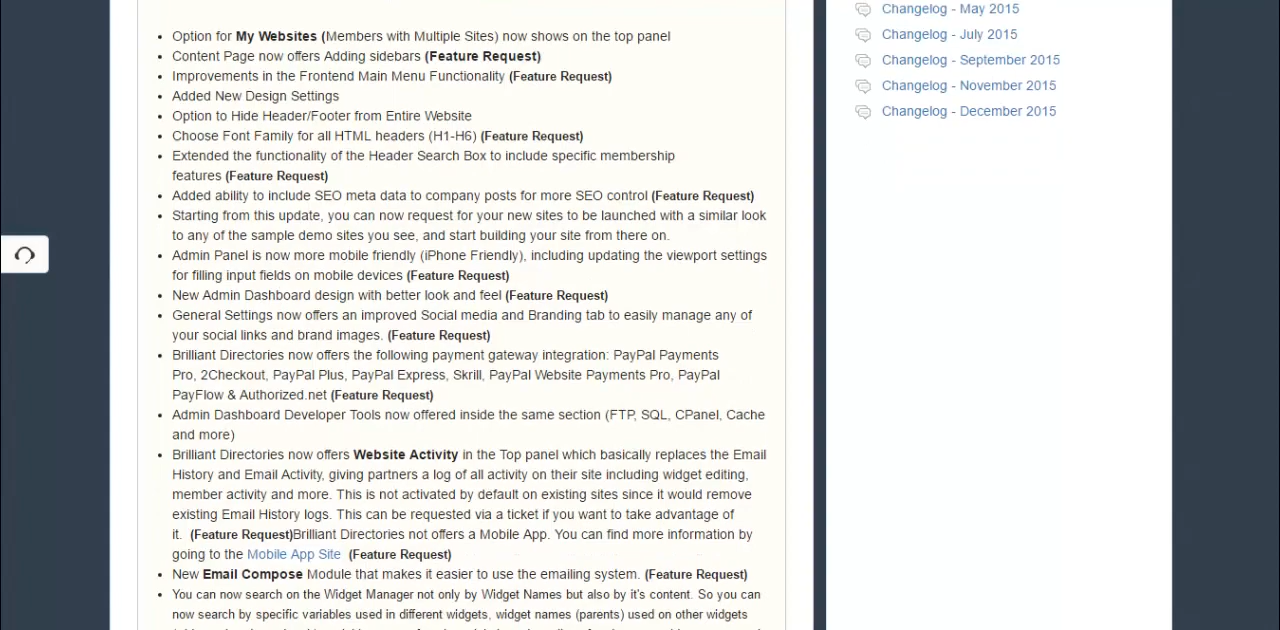 Option for My Websites (Members with Multiple Sites) now shows on the top panel
Content Page now offers Adding sidebars (Feature Request)
Improvements in the Frontend Main Menu Functionality (Feature Request)
Added New Design Settings
Option to Hide Header/Footer from Entire Website
Choose Font Family for all HTML headers (H1-H6) (Feature Request)
Extended the functionality of the Header Search Box to include specific membership
features (Feature Request)
Added ability to include SEO meta data to company posts for more SEO control (Feature Request)
Starting from this update, you can now request for your new sites to be launched with a similar look
to any of the sample demo sites you see, and start building your site from there on.
Admin Panel is now more mobile friendly (iPhone Friendly), including updating the viewport settings
for filling input fields on mobile devices (Feature Request)
New Admin Dashboard design with better look and feel (Feature Request)
General Settings now offers an improved Social media and Branding tab to easily manage any of
your social links and brand images. (Feature Request)
Brilliant Directories now offers the following payment gateway integration: PayPal Payments
Pro, 2Checkout, PayPal Plus, PayPal Express, Skrill, PayPal Website Payments Pro, PayPal
PayFlow & Authorized.net (Feature Request)
Admin Dashboard Developer Tools now offered inside the same section (FTP, SQL, CPanel, Cache
and more)
Brilliant Directories now offers Website Activity in the Top panel which basically replaces the Email
History and Email Activity, giving partners a log of all activity on their site including widget editing,
member activity and more. This is not activated by default on existing sites since it would remove
existing Email History logs. This can be requested via a ticket if you want to take advantage of
it. (Feature Request)Brilliant Directories not offers a Mobile App. You can find more information by
going to the Mobile App Site (Feature Request)
New Email Compose Module that makes it easier to use the emailing system. (Feature Request)
You can now search on the Widget Manager not only by Widget Names but also by it's content. So you can
now search by specific variables used in different widgets, widget names (parents) used on other widgets
Changelog - May 2015
Changelog - July 2015
Changelog - September 2015
Changelog - November 2015
Changelog - December 2015